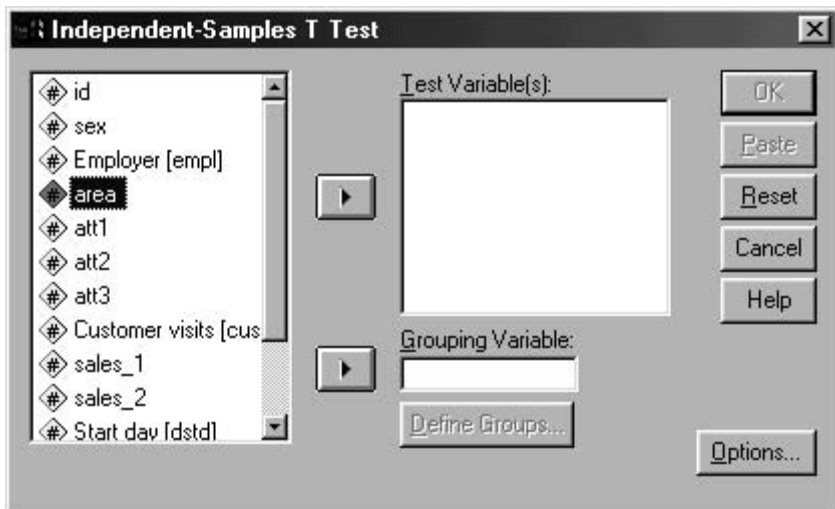 Independent-Samples T Test
id
sex
Employer [empl]
area
att1
att2
att3
Customer visits [cus
sales_1
sales_2
Start day [dstd]
Test Variable(s):
Grouping Variable:
Define Groups...
OK
Paste
Reset
Cancel
Help
Options...